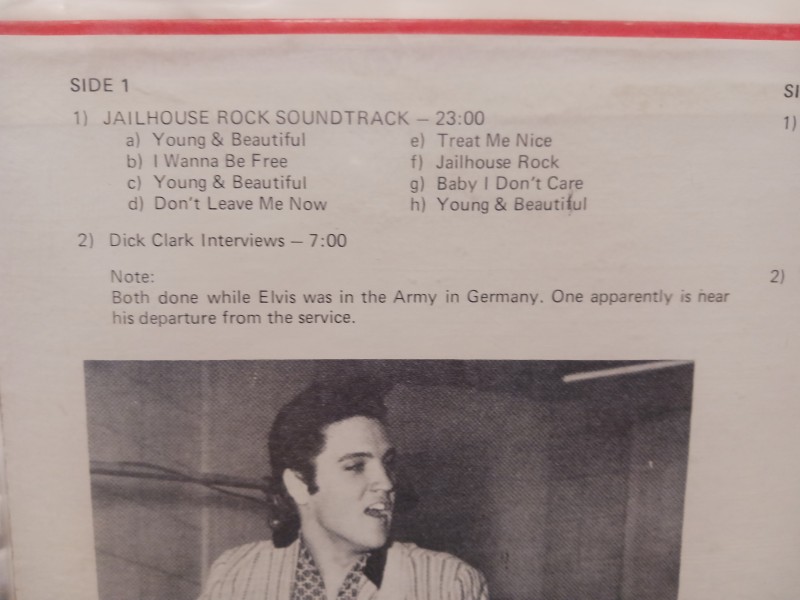 SIDE 1
1) JAILHOUSE ROCK SOUNDTRACK – 23:00
a) Young & Beautiful
b) I Wanna Be Free
c) Young & Beautiful
d) Don't Leave Me Now
e) Treat Me Nice
f) Jailhouse Rock
g) Baby I Don't Care
h) Young & Beautiful
2) Dick Clark Interviews – 7:00
Note:
Both done while Elvis was in the Army in Germany. One apparently is near
his departure from the service.
SI
1)
2)